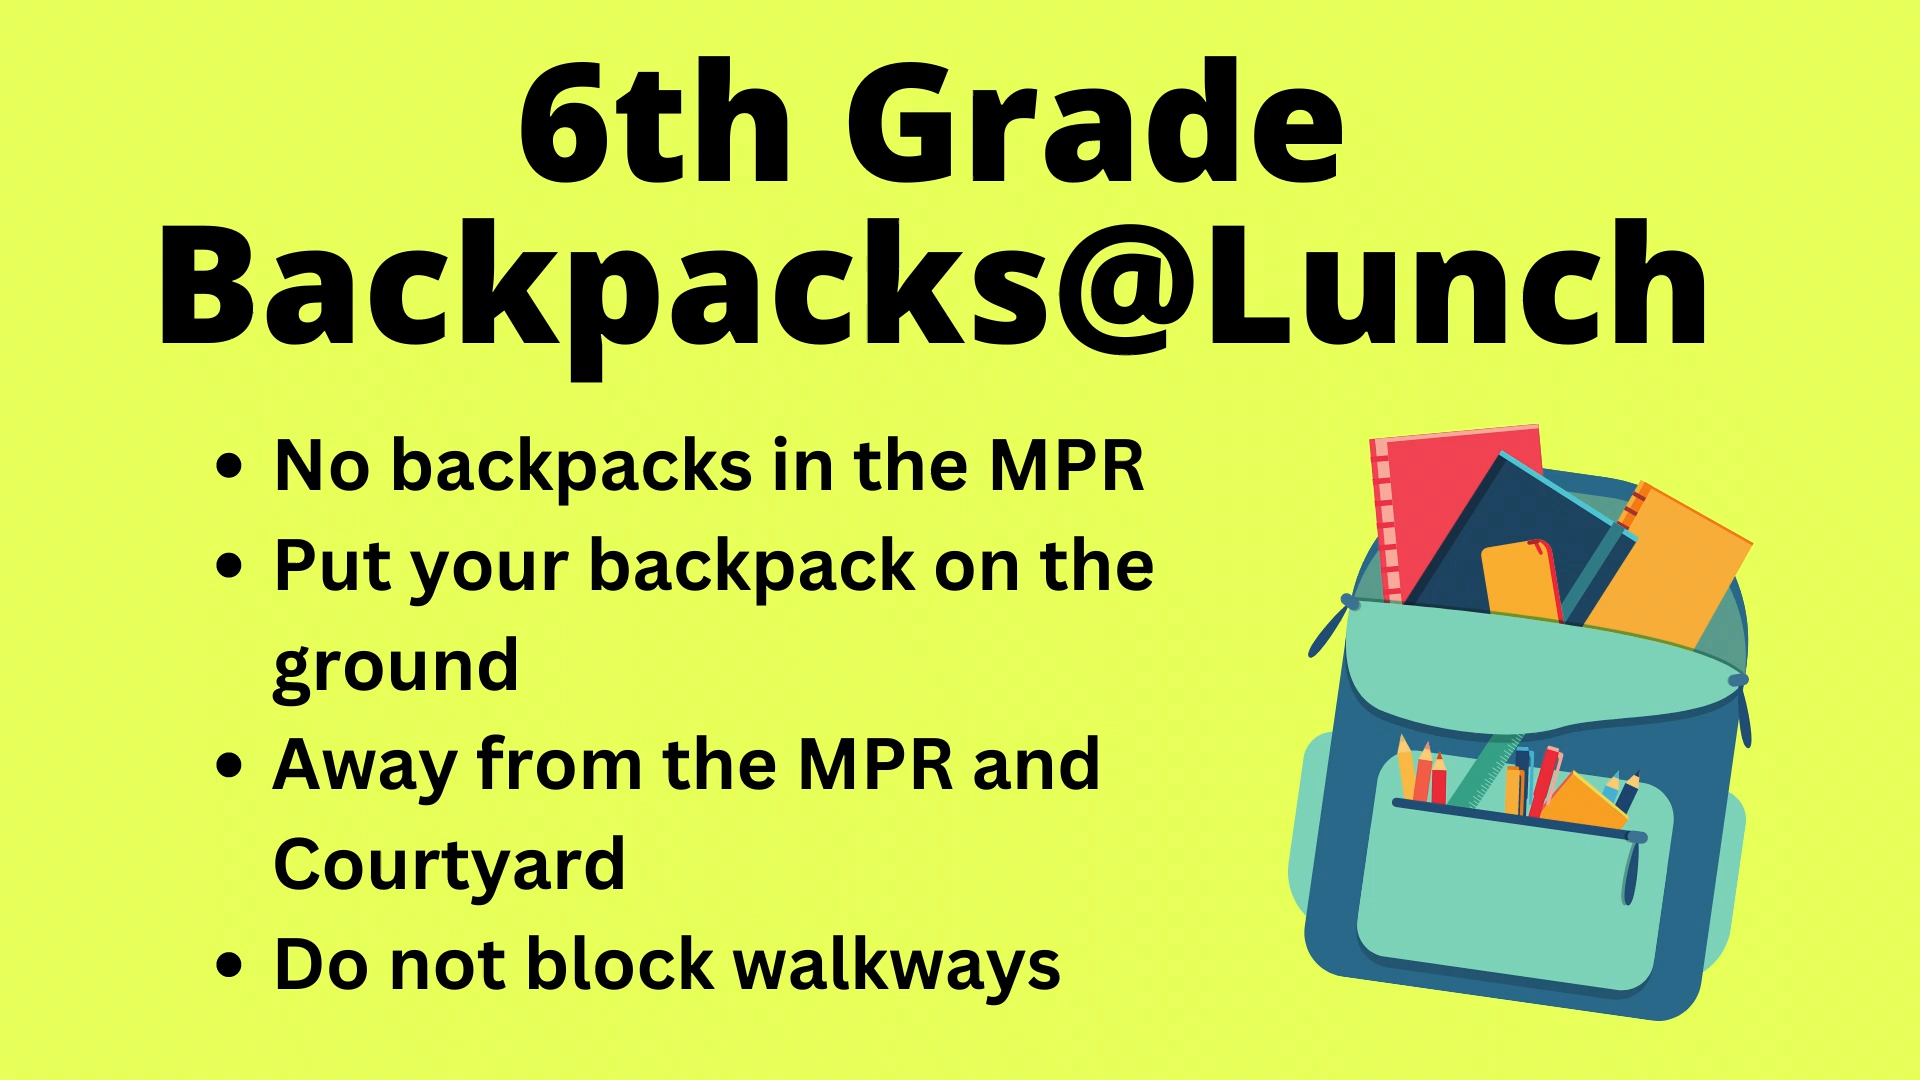 6th Grade
Backpacks@Lunch
• No backpacks in the MPR
• Put your backpack on the
ground
• Away from the MPR and
Courtyard
• Do not block walkways